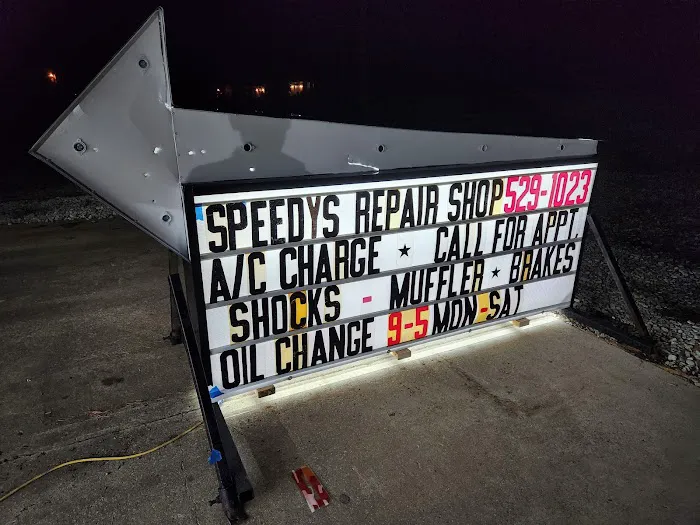 SPEEDYS REPAIR SHOP 529-1023
A/C CHARGE ★ CALL FOR APPT.
SHOCKS - MUFFLER ★ BRAKES
OIL CHANGE 9-5 MON-SAT